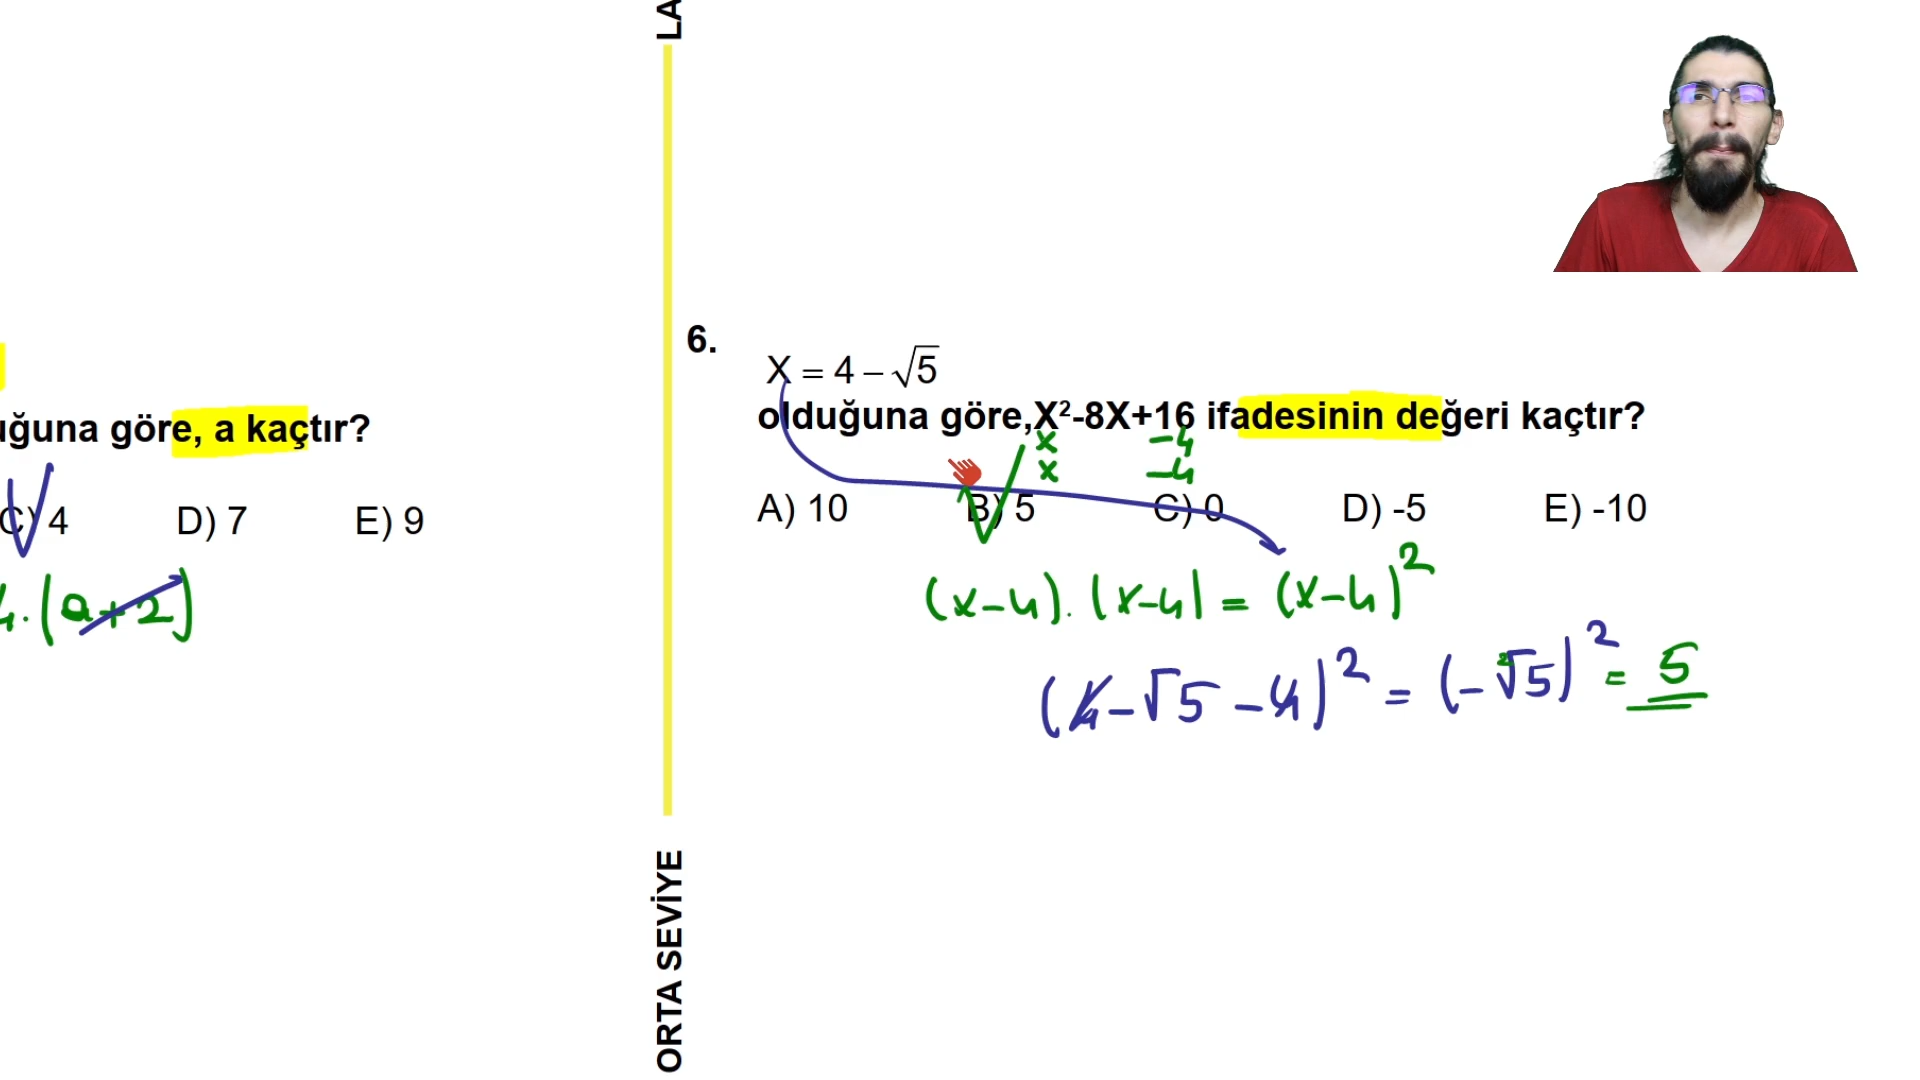 uğuna göre, a kaçtır?
C) 4 D) 7 E) 9
4.(a+2)
LA
ORTA SEVİYE
6.
X = 4 – √5
olduğuna göre,X²-8X+16 ifadesinin değeri kaçtır?
x -4
x -4
A) 10 B) 5 C) 0 D) -5 E) -10
(x-4).(x-4) = (x-4)²
(4-√5-4)² = (-²√5)² = 5